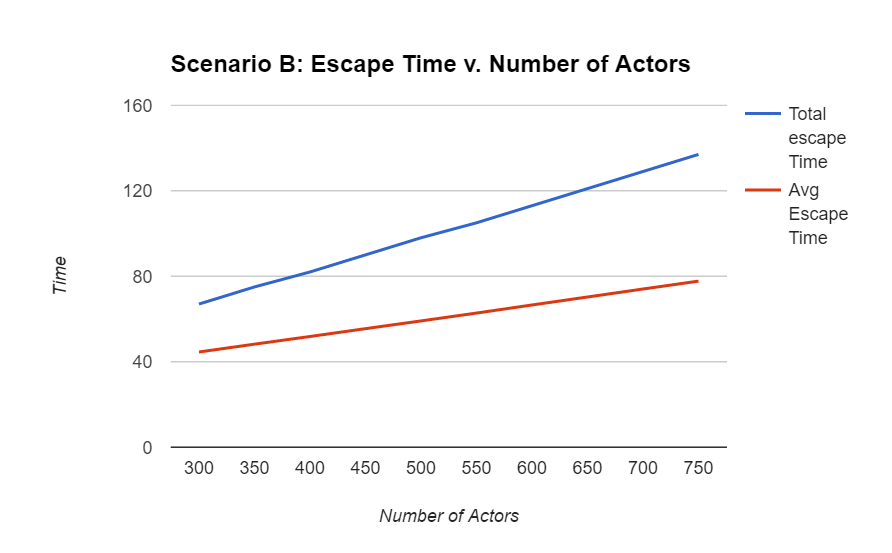 Scenario B: Escape Time v. Number of Actors
160
120
80
40
0
Time
300 350 400 450 500 550 600 650 700 750
Number of Actors
Total
escape
Time
Avg
Escape
Time